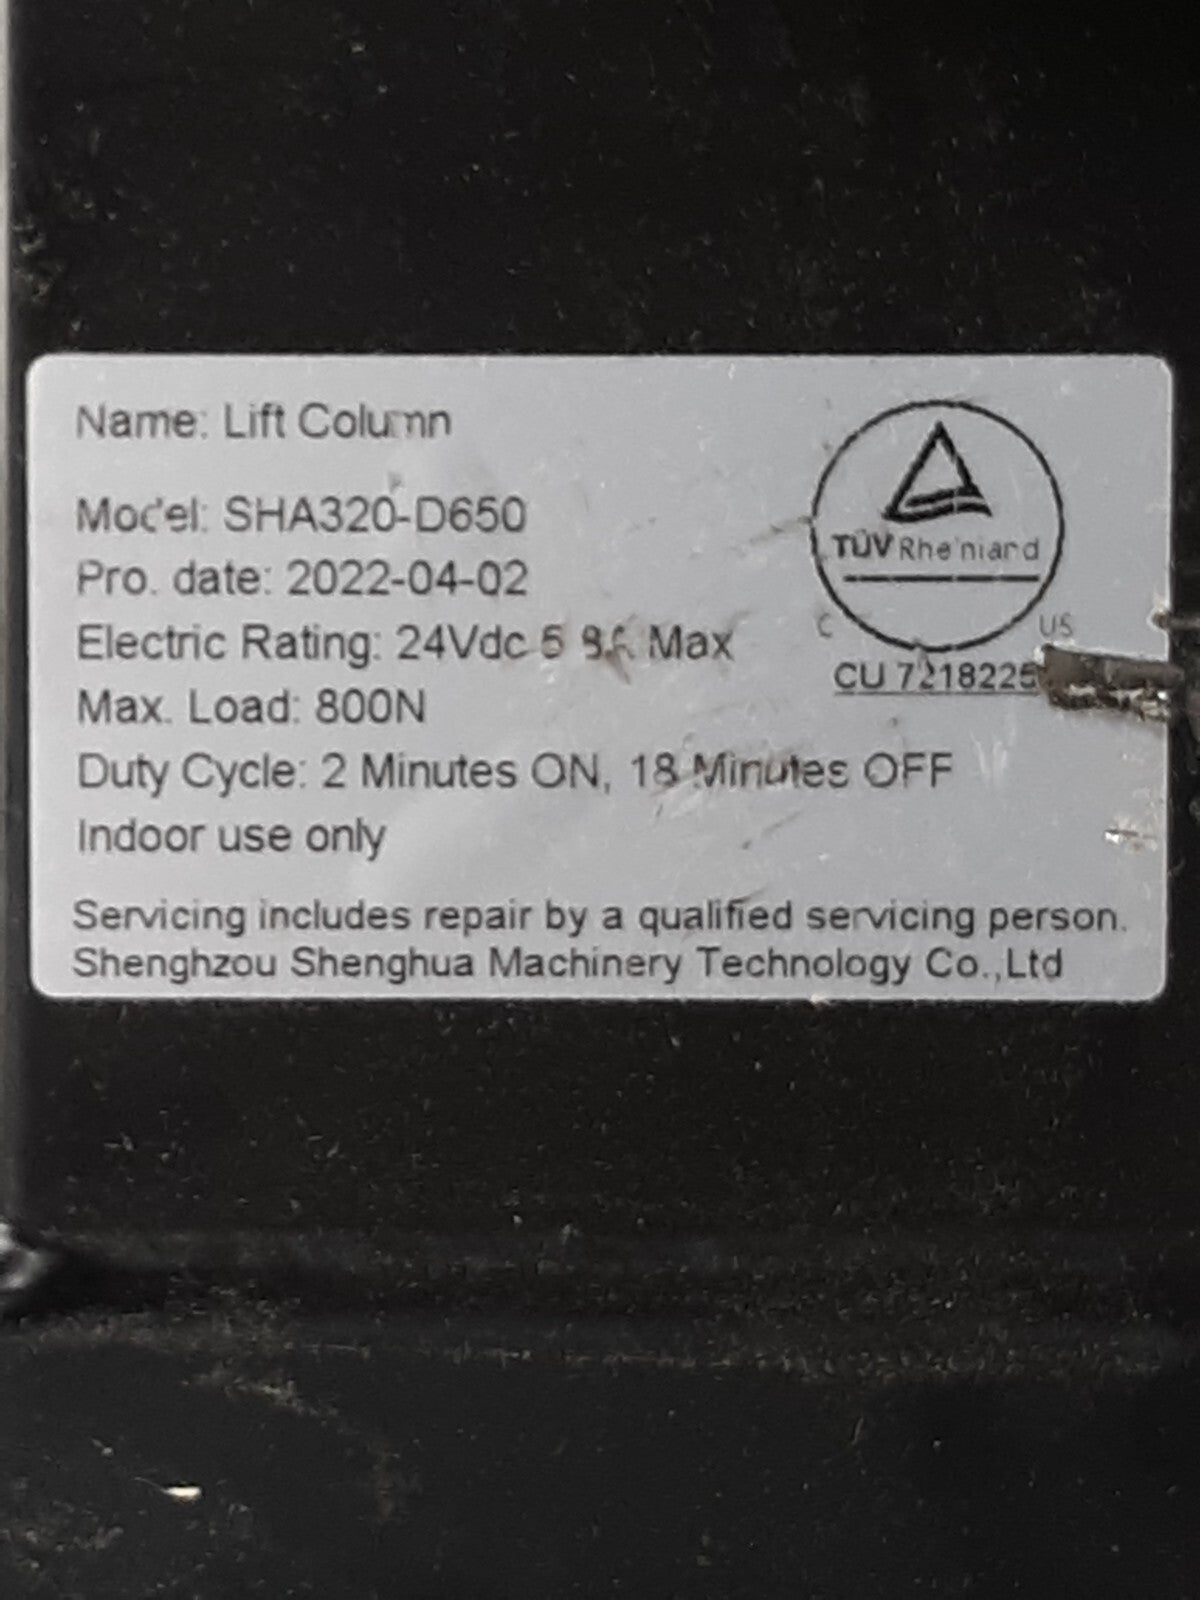 Name: Lift Column
Model: SHA320-D650
Pro. date: 2022-04-02
Electric Rating: 24Vdc Max
Max. Load: 800N
Duty Cycle: 2 Minutes ON, 18 Minutes OFF
Indoor use only
Servicing includes repair by a qualified servicing person.
Shenghzou Shenghua Machinery Technology Co.,Ltd
TÜV Rheinland
C US
CU